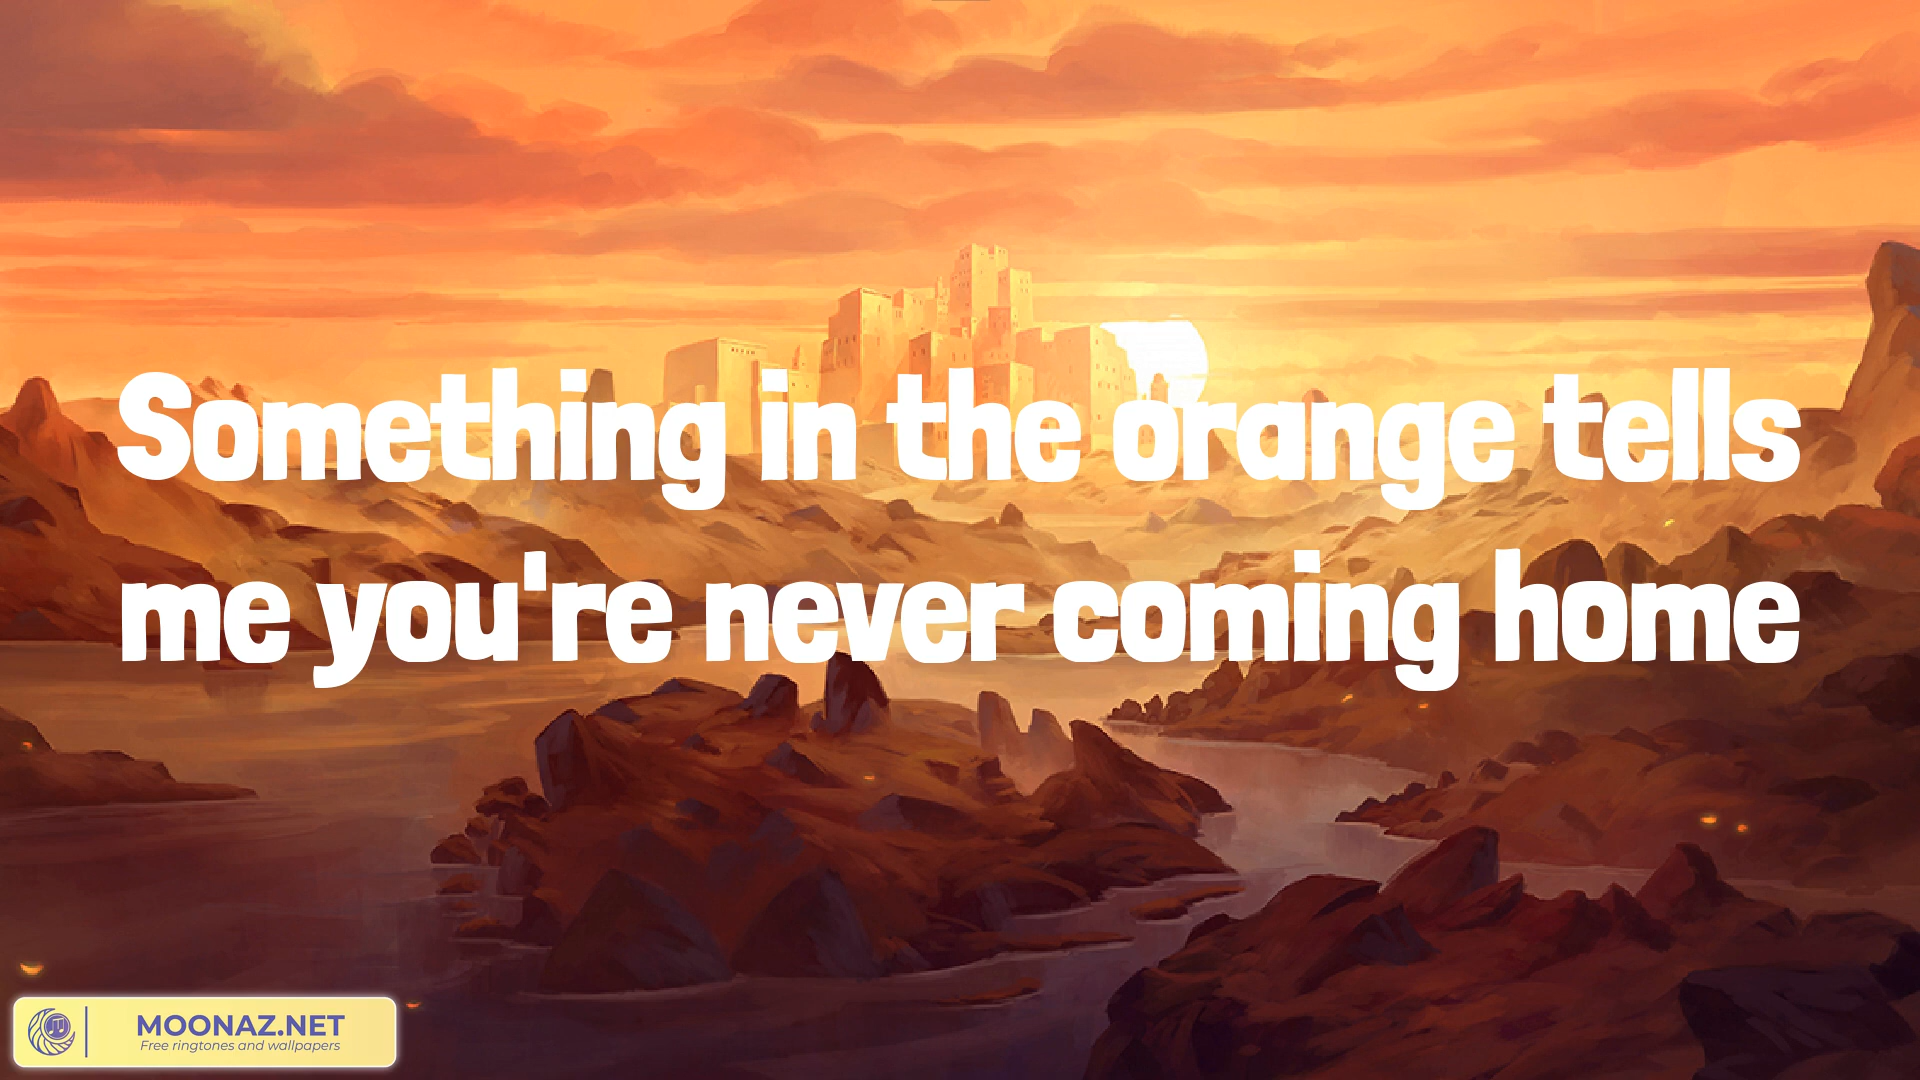 Something in the orange tells
me you're never coming home
MOONAZ.NET
Free ringtones and wallpapers